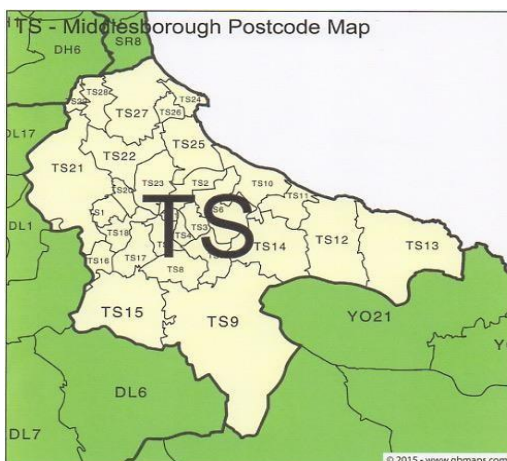 TS - Middlesborough Postcode Map
DH6
SR8
TS28
TS24
TS27
TS26
DL17
TS25
TS22
TS21
TS23
TS2
TS10
TS20
TS11
TS1
TS6
TS
TS18
TS4
TS3
TS14
TS12
TS13
DL1
TS16
TS17
TS8
TS15
TS9
YO21
DL6
DL7
© 2015 - www.gbmaps.com